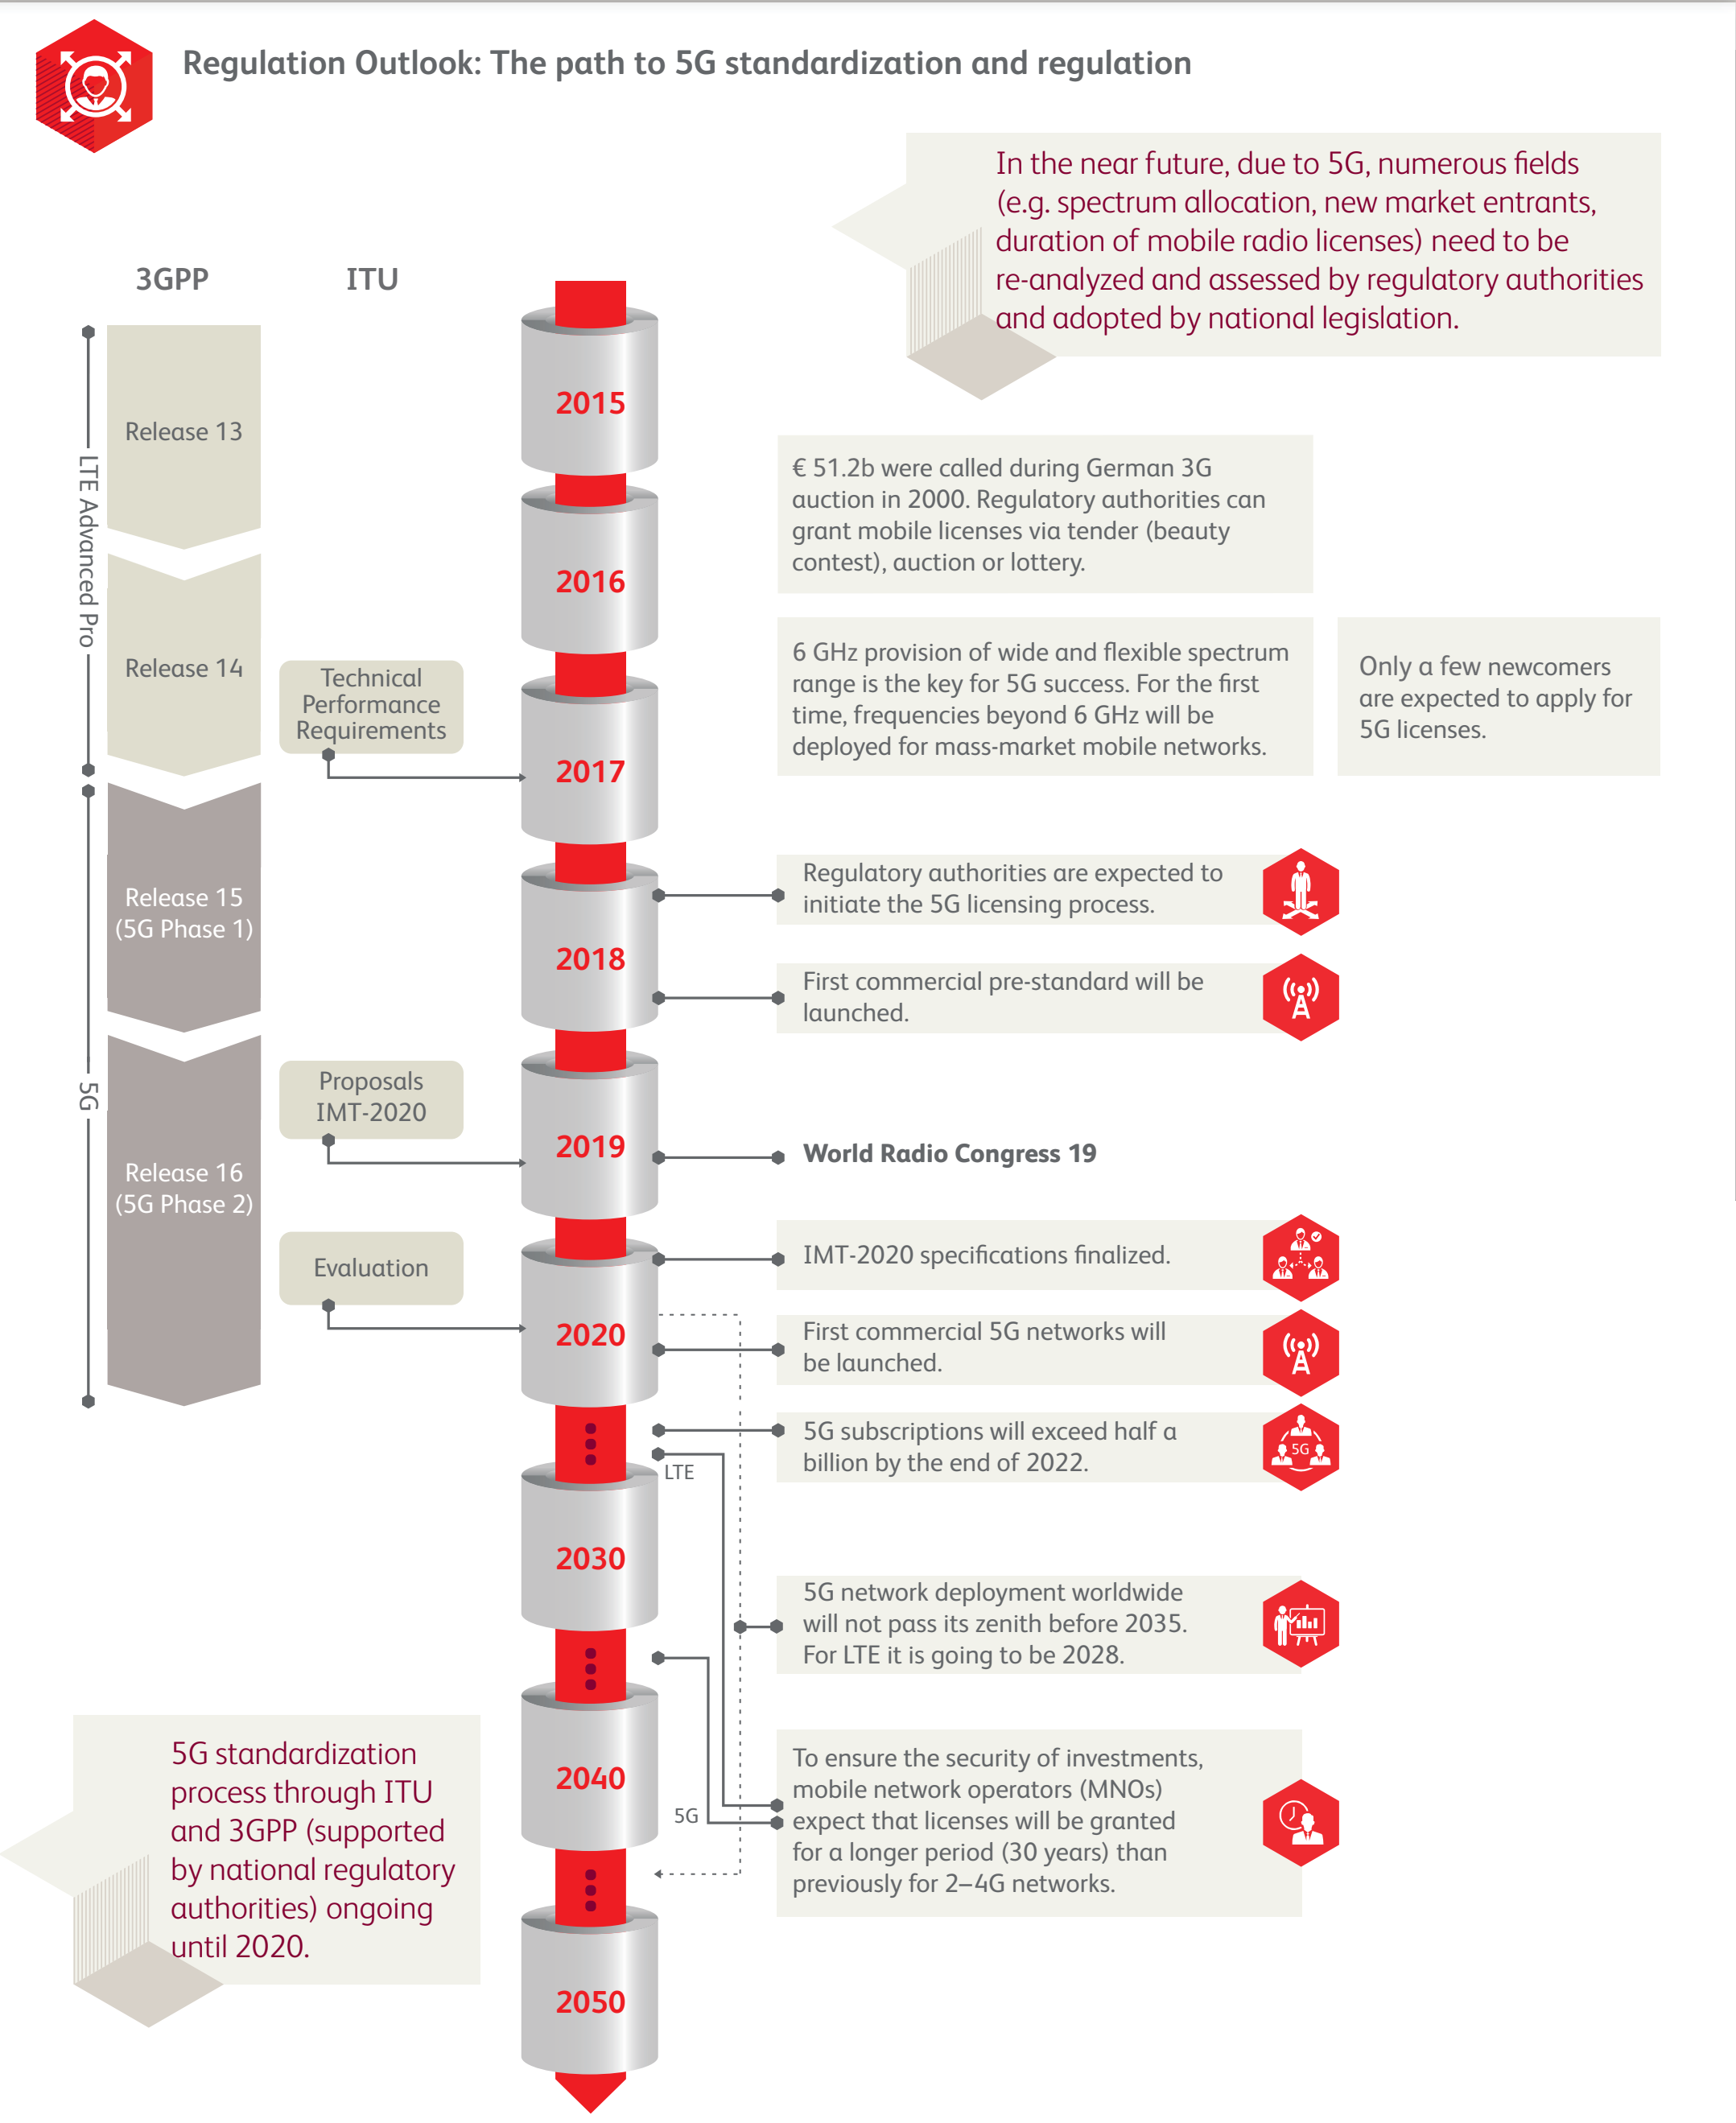 Regulation Outlook: The path to 5G standardization and regulation
In the near future, due to 5G, numerous fields
(e.g. spectrum allocation, new market entrants,
duration of mobile radio licenses) need to be
re-analyzed and assessed by regulatory authorities
and adopted by national legislation.
3GPP
ITU
LTE Advanced Pro
Release 13
Release 14
5G
Release 15
(5G Phase 1)
Release 16
(5G Phase 2)
Technical
Performance
Requirements
Proposals
IMT-2020
Evaluation
2015
2016
2017
2018
2019
2020
2030
2040
2050
€ 51.2b were called during German 3G
auction in 2000. Regulatory authorities can
grant mobile licenses via tender (beauty
contest), auction or lottery.
6 GHz provision of wide and flexible spectrum
range is the key for 5G success. For the first
time, frequencies beyond 6 GHz will be
deployed for mass-market mobile networks.
Only a few newcomers
are expected to apply for
5G licenses.
Regulatory authorities are expected to
initiate the 5G licensing process.
First commercial pre-standard will be
launched.
World Radio Congress 19
IMT-2020 specifications finalized.
First commercial 5G networks will
be launched.
5G subscriptions will exceed half a
billion by the end of 2022.
5G
LTE
5G network deployment worldwide
will not pass its zenith before 2035.
For LTE it is going to be 2028.
5G
To ensure the security of investments,
mobile network operators (MNOs)
expect that licenses will be granted
for a longer period (30 years) than
previously for 2–4G networks.
5G standardization
process through ITU
and 3GPP (supported
by national regulatory
authorities) ongoing
until 2020.